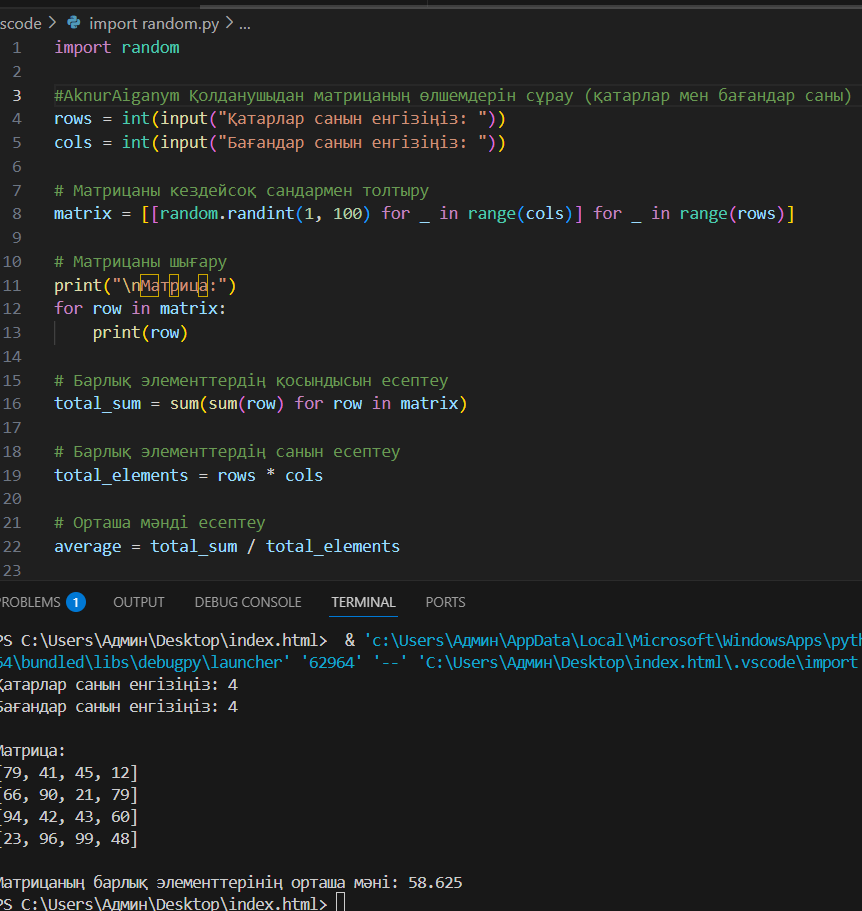 scode > import random.py > ...
1 import random
2
3 #AknurAiganym Қолданушыдан матрицаның өлшемдерін сұрау (қатарлар мен бағандар саны)
4 rows = int(input("Қатарлар санын енгізіңіз: "))
5 cols = int(input("Бағандар санын енгізіңіз: "))
6
7 # Матрицаны кездейсоқ сандармен толтыру
8 matrix = [[random.randint(1, 100) for _ in range(cols)] for _ in range(rows)]
9
10 # Матрицаны шығару
11 print("\nМатрица:")
12 for row in matrix:
13     print(row)
14
15 # Барлық элементтердің қосындысын есептеу
16 total_sum = sum(sum(row) for row in matrix)
17
18 # Барлық элементтердің санын есептеу
19 total_elements = rows * cols
20
21 # Орташа мәнді есептеу
22 average = total_sum / total_elements
23
ROBLEMS 1 OUTPUT DEBUG CONSOLE TERMINAL PORTS
PS C:\Users\Админ\Desktop\index.html>  & 'c:\Users\Админ\AppData\Local\Microsoft\WindowsApps\pyth
64\bundled\libs\debugpy\launcher' '62964' '--' 'C:\Users\Админ\Desktop\index.html\.vscode\import
Қатарлар санын енгізіңіз: 4
Бағандар санын енгізіңіз: 4
Матрица:
[79, 41, 45, 12]
[66, 90, 21, 79]
[94, 42, 43, 60]
[23, 96, 99, 48]
Матрицаның барлық элементтерінің орташа мәні: 58.625
PS C:\Users\Админ\Desktop\index.html>